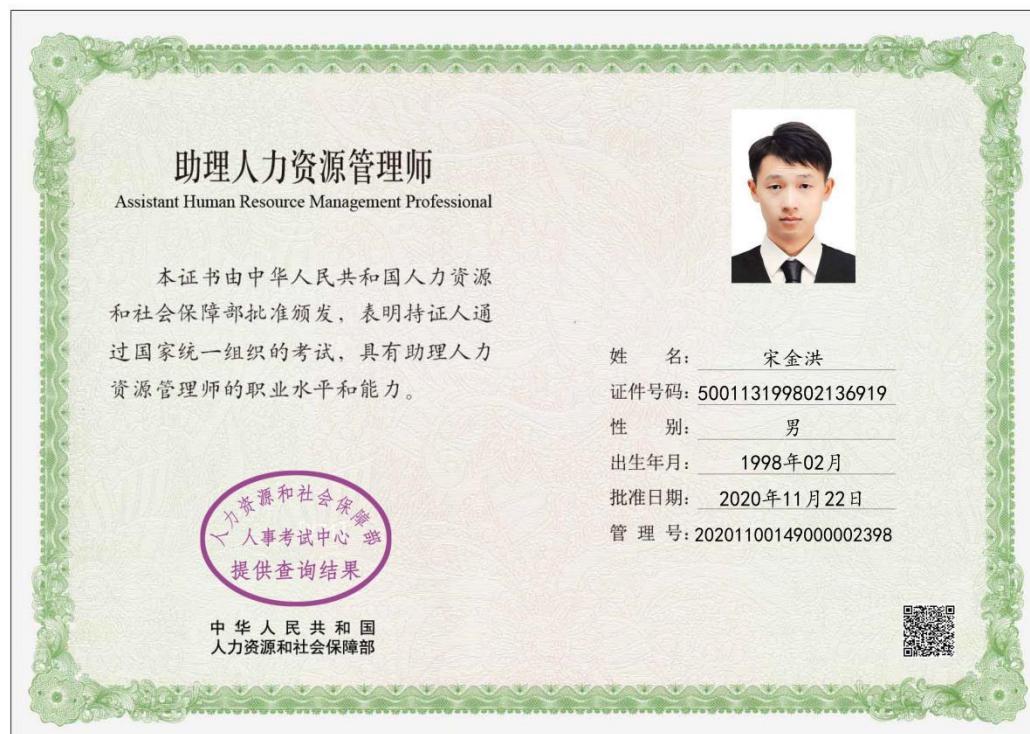 助理人力资源管理师
Assistant Human Resource Management Professional
本证书由中华人民共和国人力资源
和社会保障部批准颁发，表明持证人通
过国家统一组织的考试，具有助理人力
资源管理师的职业水平和能力。
人力资源和社会保障部
人事考试中心
提供查询结果
中华人民共和国
人力资源和社会保障部
姓 名：宋金洪
证件号码：500113199802136919
性 别：男
出生年月：1998年02月
批准日期：2020年11月22日
管 理 号：20201100149000002398